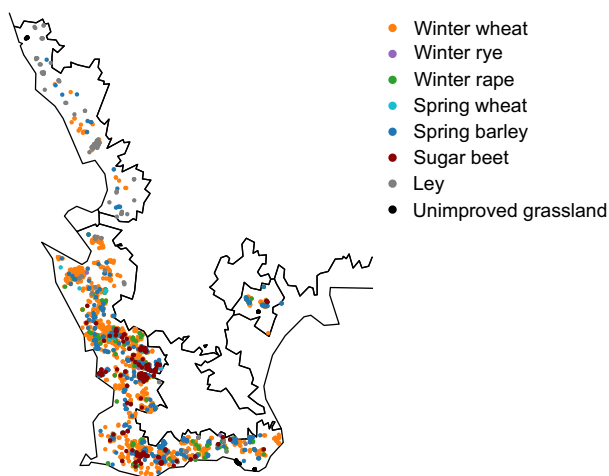 Winter wheat
Winter rye
Winter rape
Spring wheat
Spring barley
Sugar beet
Ley
Unimproved grassland